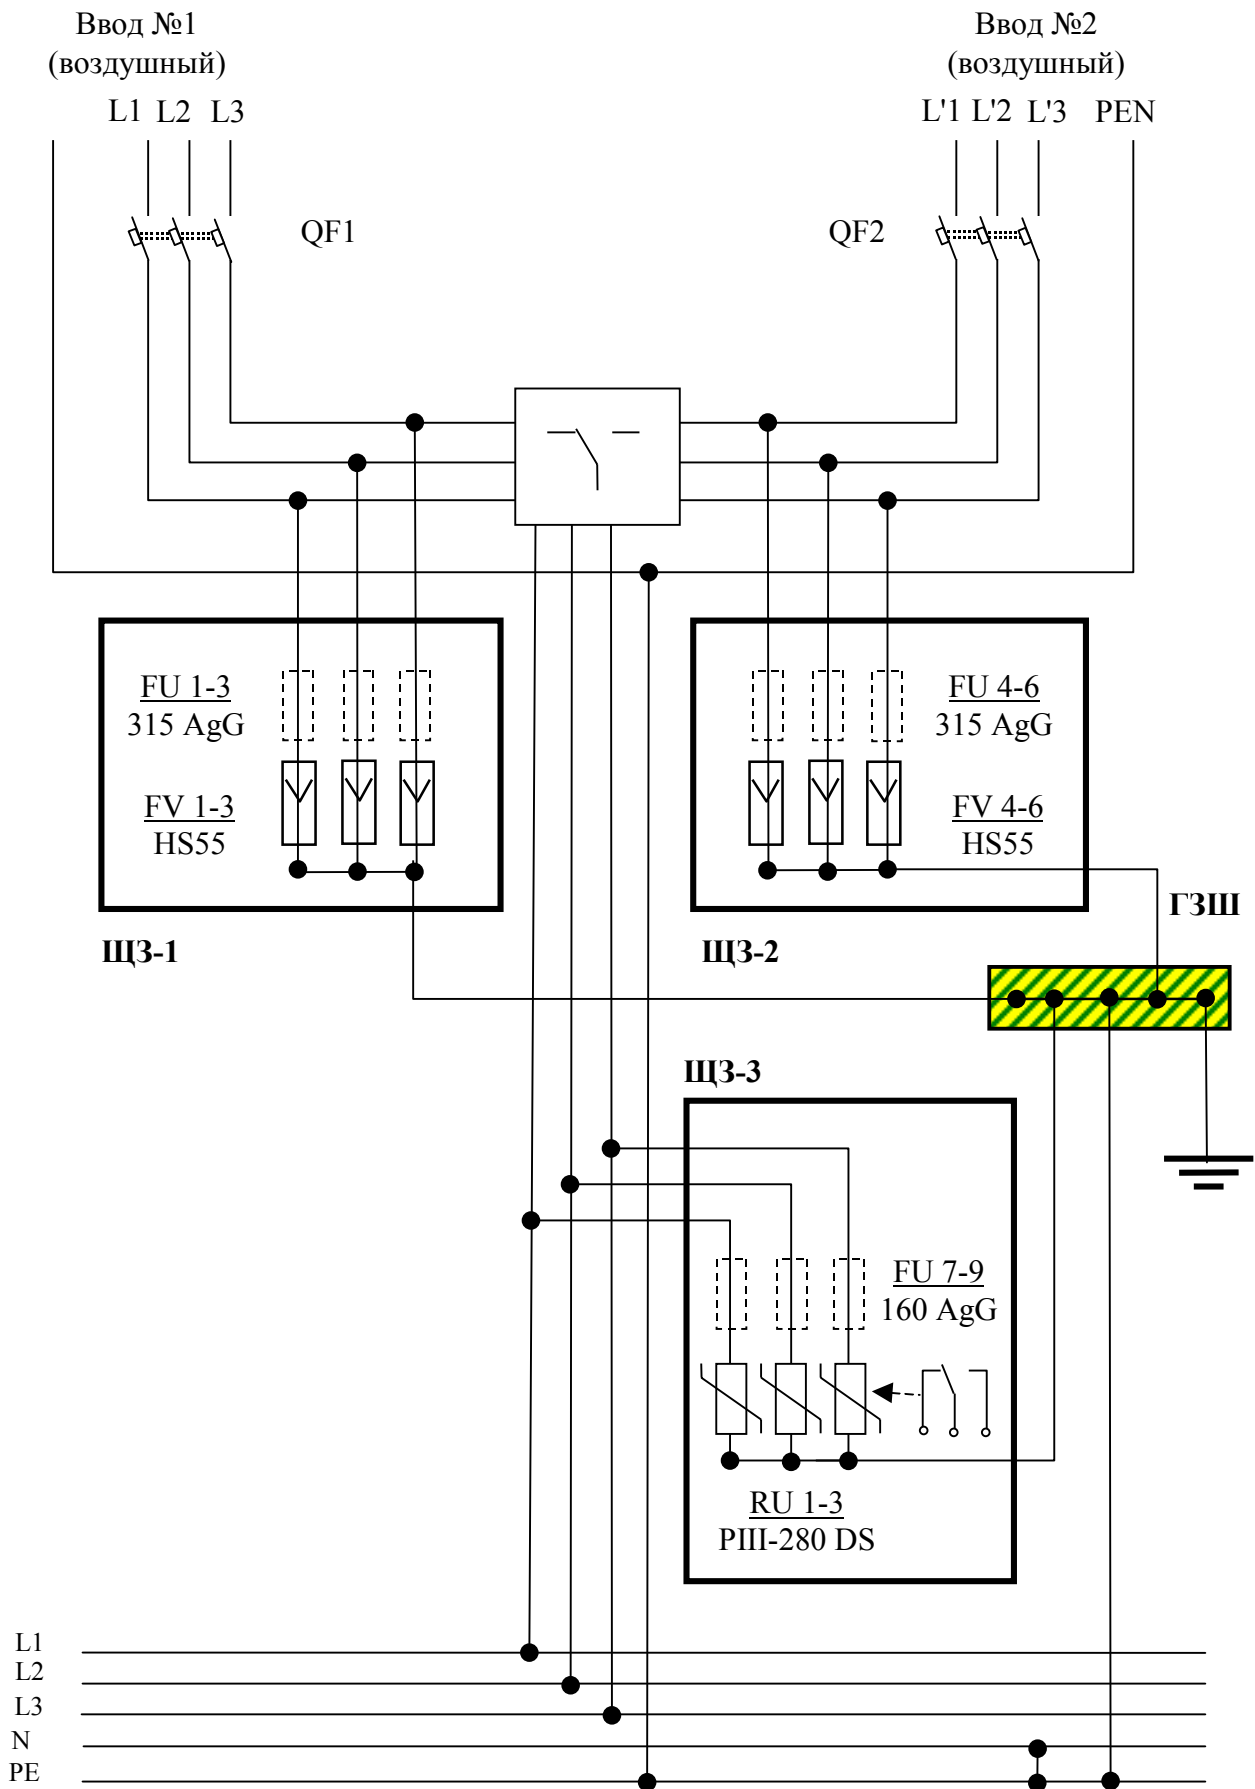 Ввод №1
(воздушный)
Ввод №2
(воздушный)
L1 L2 L3
L'1 L'2 L'3 PEN
QF1
QF2
FU 1-3
315 AgG
FV 1-3
HS55
FU 4-6
315 AgG
FV 4-6
HS55
ГЗШ
ЩЗ-1
ЩЗ-2
ЩЗ-3
FU 7-9
160 AgG
RU 1-3
PIII-280 DS
L1
L2
L3
N
PE